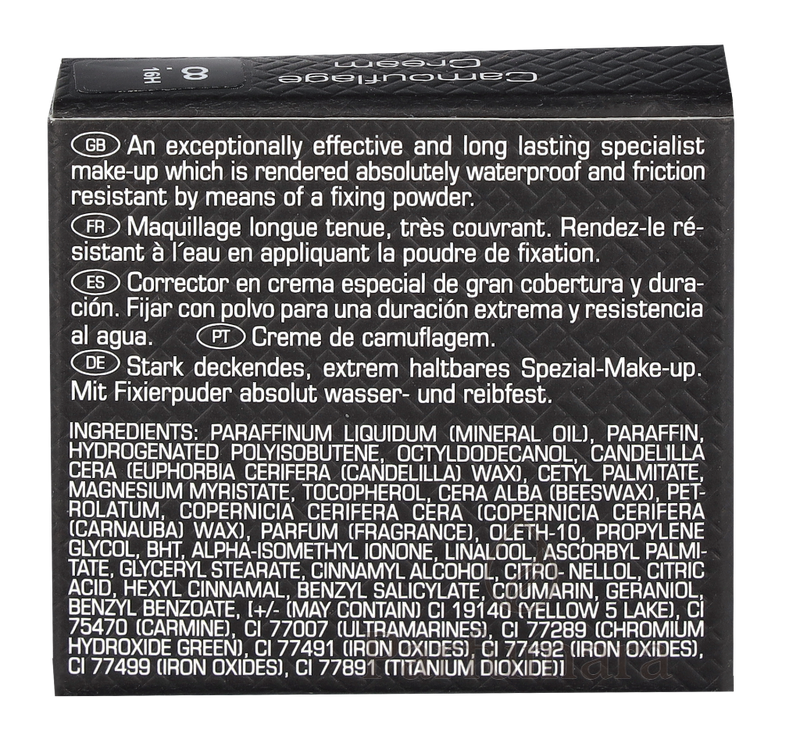 Camouflage
Cream
8
16H
GB An exceptionally effective and long lasting specialist
make-up which is rendered absolutely waterproof and friction
resistant by means of a fixing powder.
FR Maquillage longue tenue, très couvrant. Rendez-le ré-
sistant à l'eau en appliquant la poudre de fixation.
ES Corrector en crema especial de gran cobertura y dura-
ción. Fijar con polvo para una duración extrema y resistencia
al agua. PT Creme de camuflagem.
DE Stark deckendes, extrem haltbares Spezial-Make-up.
Mit Fixierpuder absolut wasser- und reibfest.
INGREDIENTS: PARAFFINUM LIQUIDUM (MINERAL OIL), PARAFFIN,
HYDROGENATED POLYISOBUTENE, OCTYLDODECANOL, CANDELILLA
CERA (EUPHORBIA CERIFERA (CANDELILLA) WAX), CETYL PALMITATE,
MAGNESIUM MYRISTATE, TOCOPHEROL, CERA ALBA (BEESWAX), PET-
ROLATUM, COPERNICIA CERIFERA CERA (COPERNICIA CERIFERA
(CARNAUBA) WAX), PARFUM (FRAGRANCE), OLETH-10, PROPYLENE
GLYCOL, BHT, ALPHA-ISOMETHYL IONONE, LINALOOL, ASCORBYL PALMI-
TATE, GLYCERYL STEARATE, CINNAMYL ALCOHOL, CITRO- NELLOL, CITRIC
ACID, HEXYL CINNAMAL, BENZYL SALICYLATE, COUMARIN, GERANIOL,
BENZYL BENZOATE, [+/- (MAY CONTAIN) CI 19140 (YELLOW 5 LAKE), CI
75470 (CARMINE), CI 77007 (ULTRAMARINES), CI 77289 (CHROMIUM
HYDROXIDE GREEN), CI 77491 (IRON OXIDES), CI 77492 (IRON OXIDES),
CI 77499 (IRON OXIDES), CI 77891 (TITANIUM DIOXIDE)]